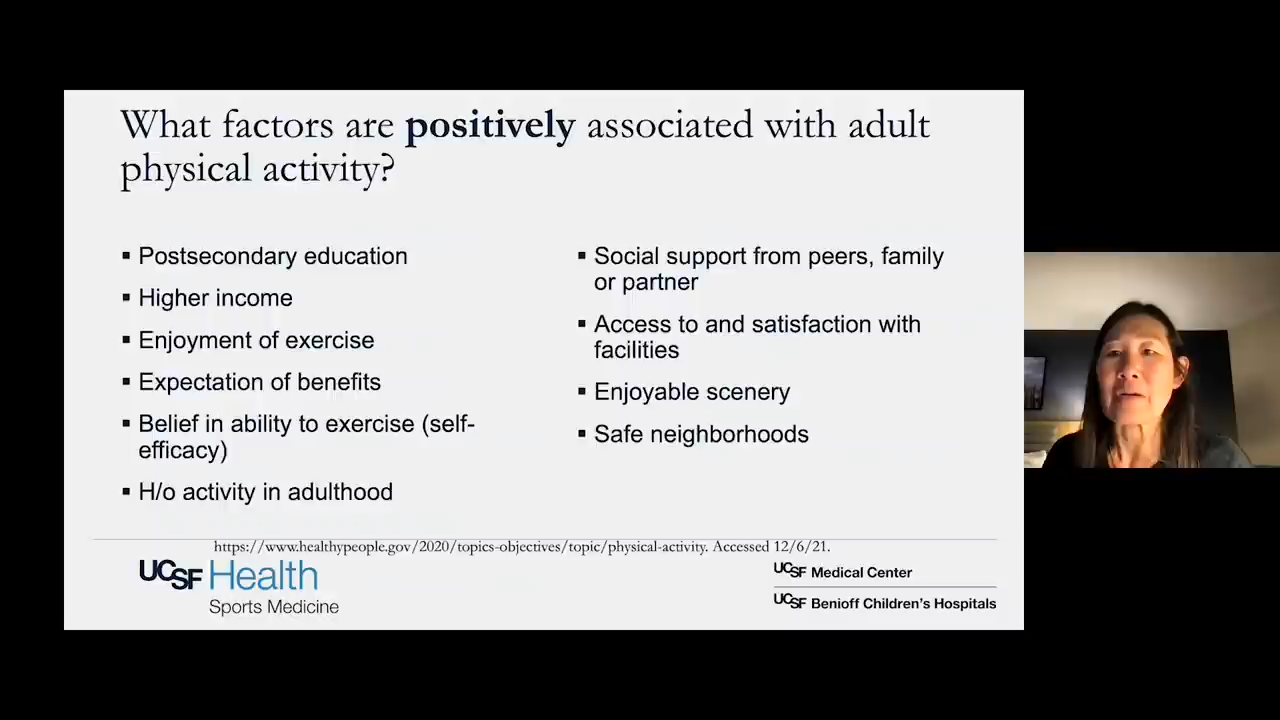 What factors are positively associated with adult
physical activity?
▪ Postsecondary education
▪ Higher income
▪ Enjoyment of exercise
▪ Expectation of benefits
▪ Belief in ability to exercise (self-
efficacy)
▪ H/o activity in adulthood
▪ Social support from peers, family
or partner
▪ Access to and satisfaction with
facilities
▪ Enjoyable scenery
▪ Safe neighborhoods
https://www.healthypeople.gov/2020/topics-objectives/topic/physical-activity. Accessed 12/6/21.
UCSF Health
Sports Medicine
UCSF Medical Center
UCSF Benioff Children's Hospitals